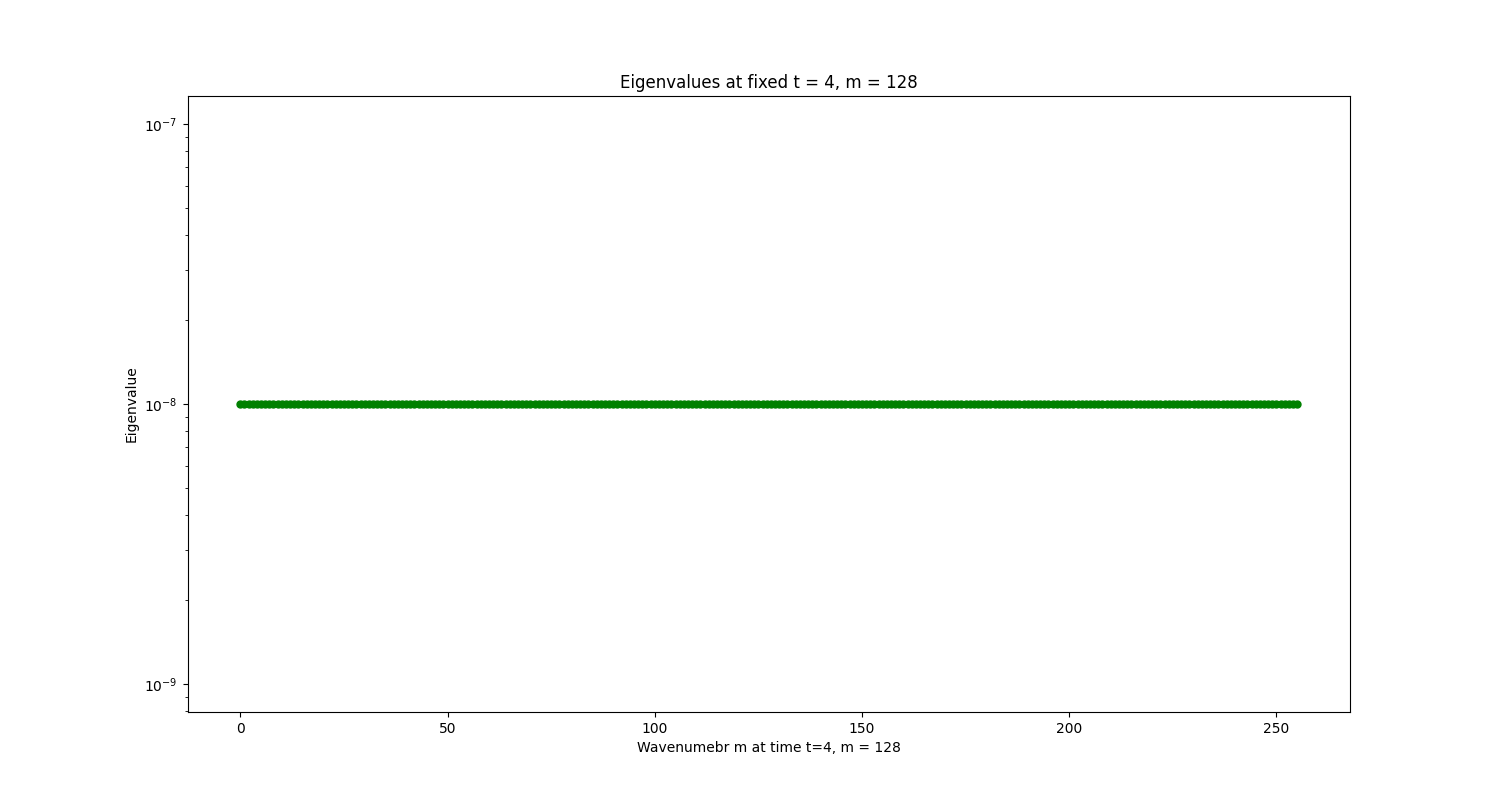 Eigenvalues at fixed t = 4, m = 128
10⁻⁷
10⁻⁸
10⁻⁹
Eigenvalue
0 50 100 150 200 250
Wavenumebr m at time t=4, m = 128